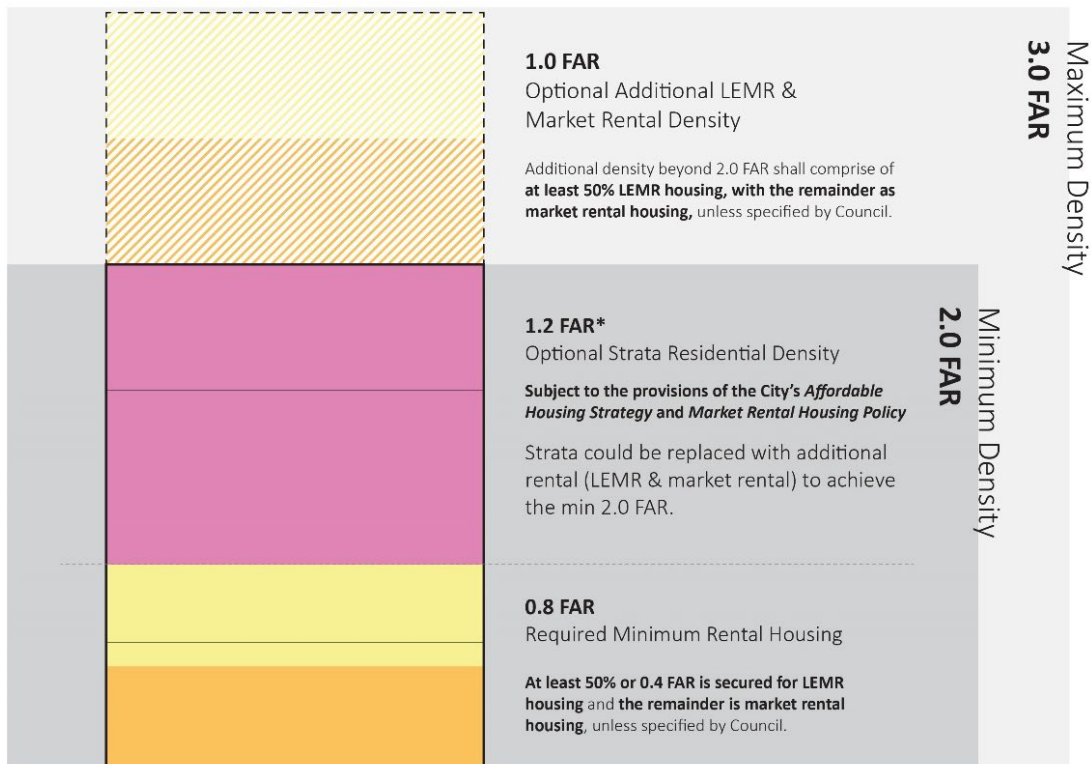 1.0 FAR
Optional Additional LEMR &
Market Rental Density
Additional density beyond 2.0 FAR shall comprise of
at least 50% LEMR housing, with the remainder as
market rental housing, unless specified by Council.
Maximum Density
3.0 FAR
1.2 FAR*
Optional Strata Residential Density
Subject to the provisions of the City's Affordable
Housing Strategy and Market Rental Housing Policy
Strata could be replaced with additional
rental (LEMR & market rental) to achieve
the min 2.0 FAR.
Minimum Density
2.0 FAR
0.8 FAR
Required Minimum Rental Housing
At least 50% or 0.4 FAR is secured for LEMR
housing and the remainder is market rental
housing, unless specified by Council.